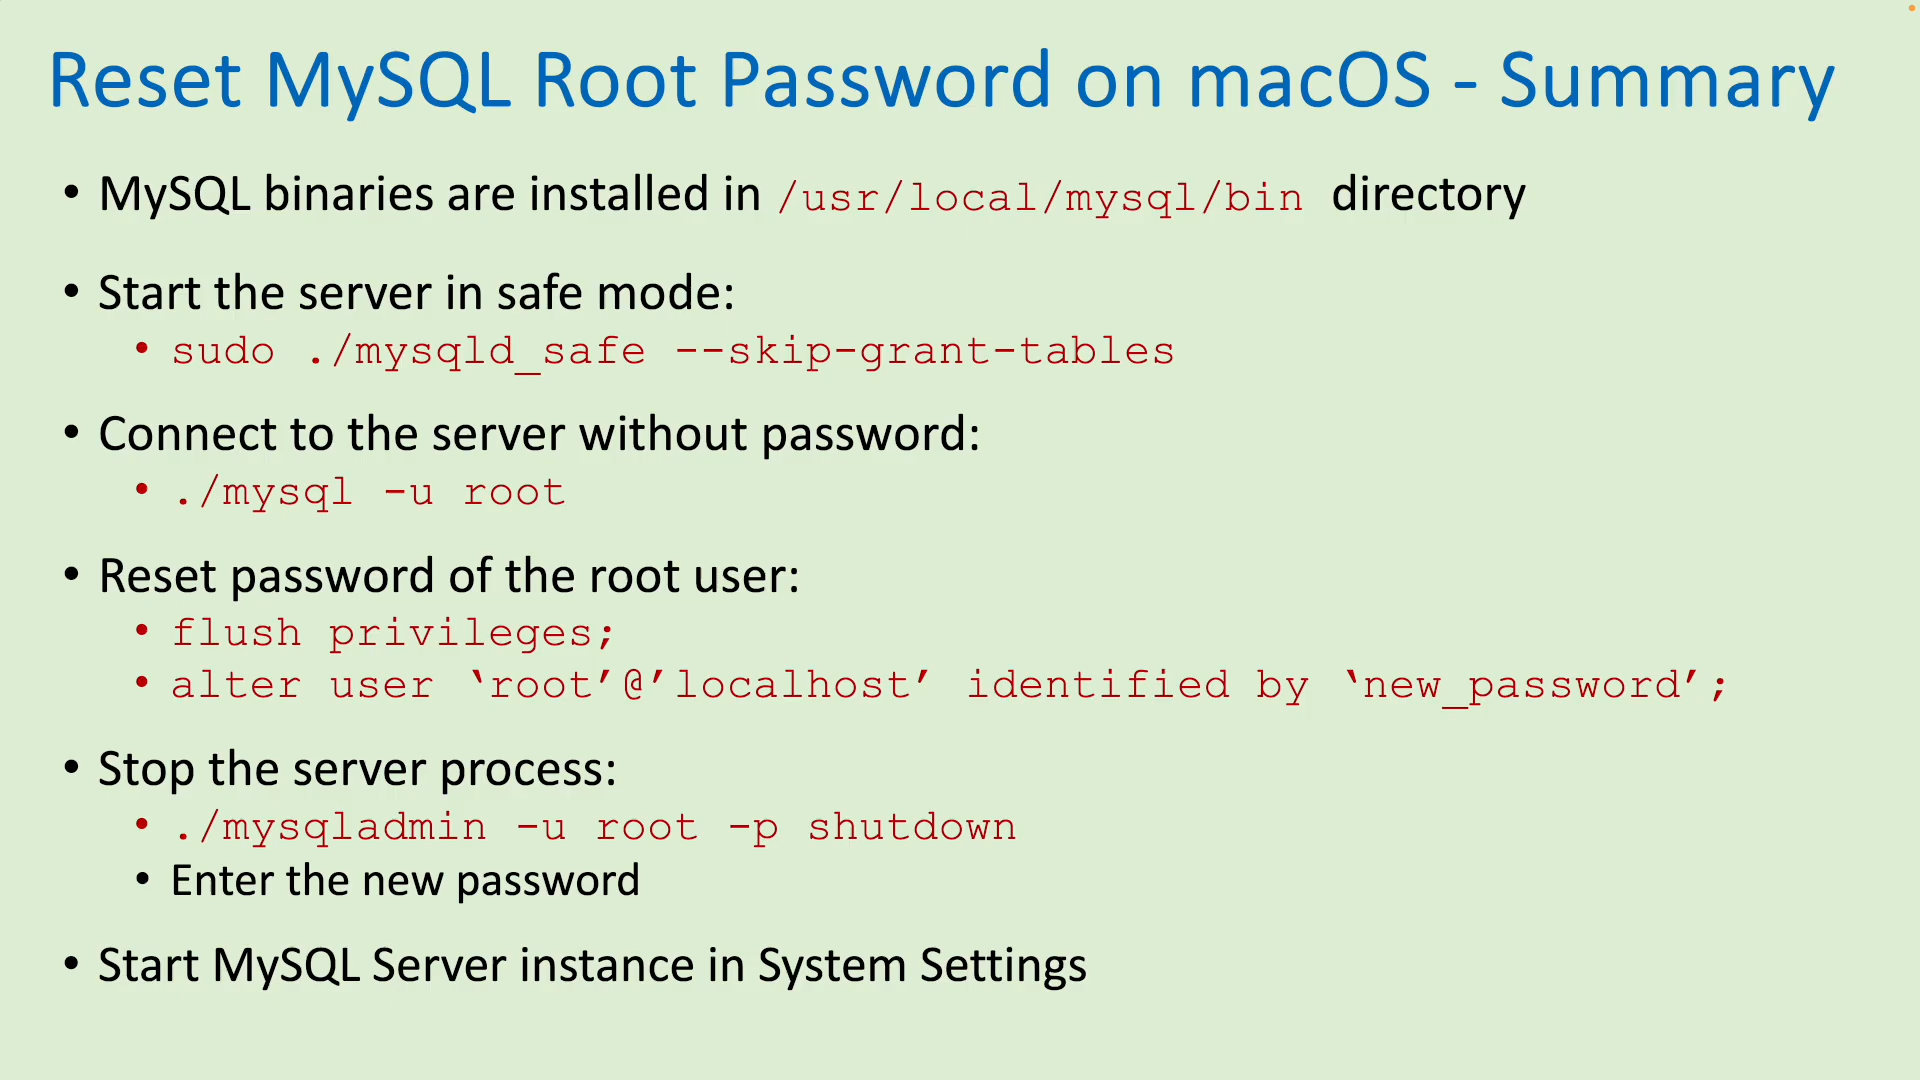 Reset MySQL Root Password on macOS - Summary
• MySQL binaries are installed in /usr/local/mysql/bin directory
• Start the server in safe mode:
• sudo ./mysqld_safe --skip-grant-tables
• Connect to the server without password:
• ./mysql -u root
• Reset password of the root user:
• flush privileges;
• alter user ‘root’@’localhost’ identified by ‘new_password’;
• Stop the server process:
• ./mysqladmin -u root -p shutdown
• Enter the new password
• Start MySQL Server instance in System Settings